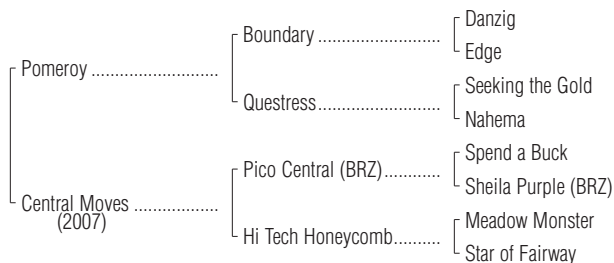 Danzig
Boundary ................................
Edge
Pomeroy .................................
Seeking the Gold
Questress................................
Nahema
Spend a Buck
Pico Central (BRZ)............
Sheila Purple (BRZ)
Central Moves ......................
(2007)
Meadow Monster
Hi Tech Honeycomb..........
Star of Fairway